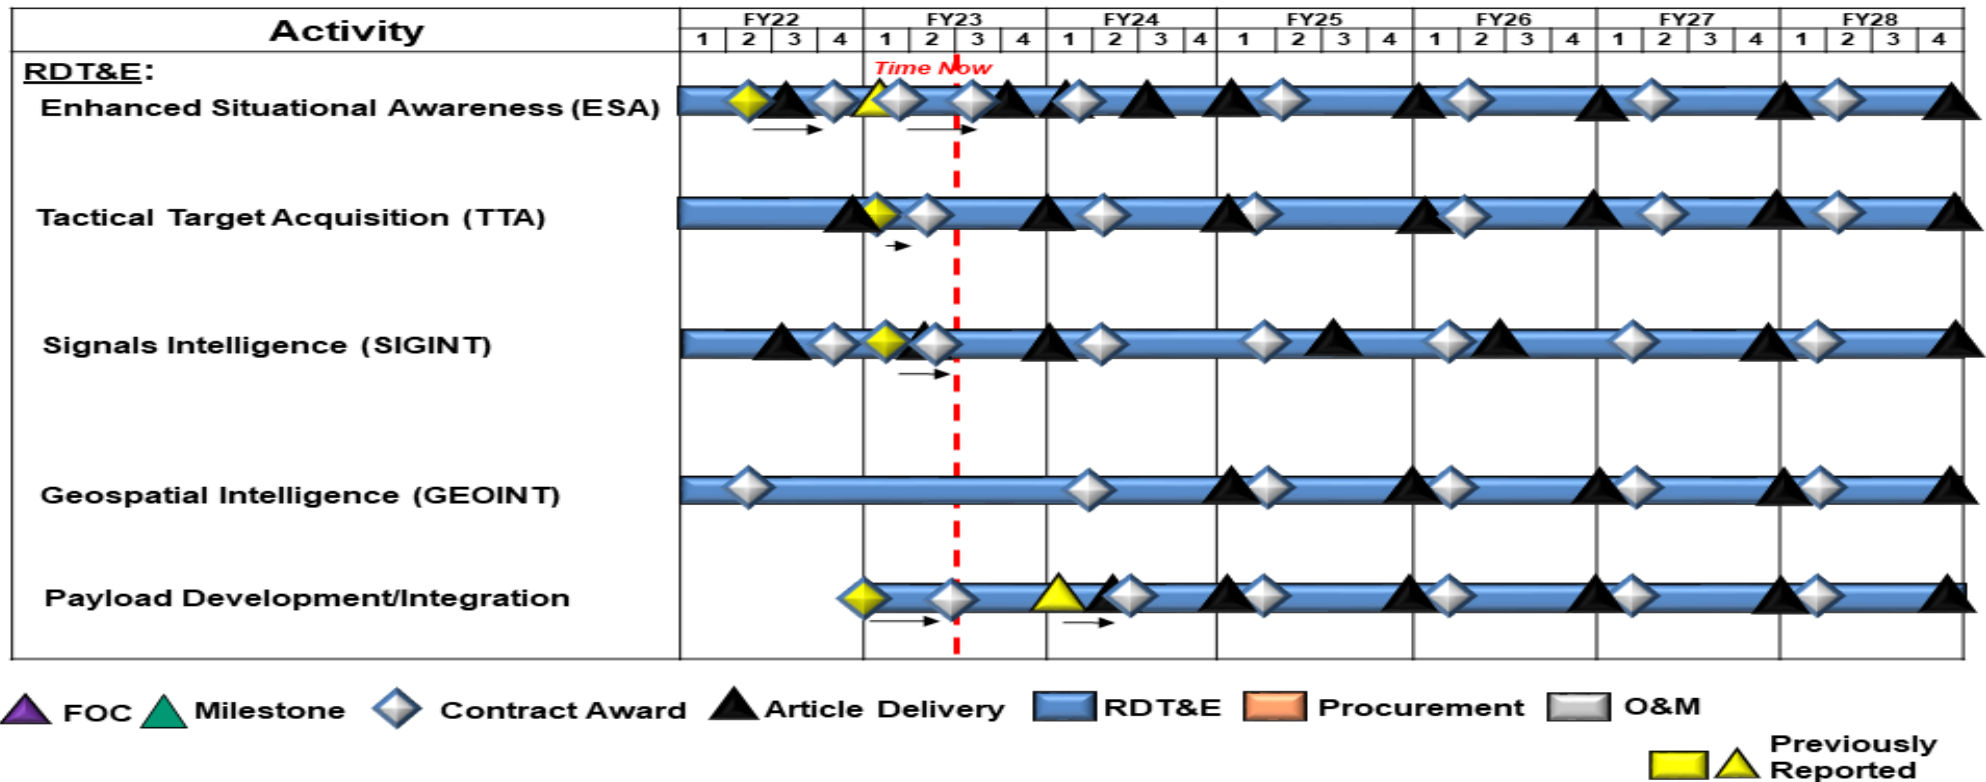 Activity
FY22 FY23 FY24 FY25 FY26 FY27 FY28
1 2 3 4 1 2 3 4 1 2 3 4 1 2 3 4 1 2 3 4 1 2 3 4 1 2 3 4
RDT&E:
Time Now
Enhanced Situational Awareness (ESA)
Tactical Target Acquisition (TTA)
Signals Intelligence (SIGINT)
Geospatial Intelligence (GEOINT)
Payload Development/Integration
FOC Milestone Contract Award Article Delivery RDT&E Procurement O&M
Previously
Reported